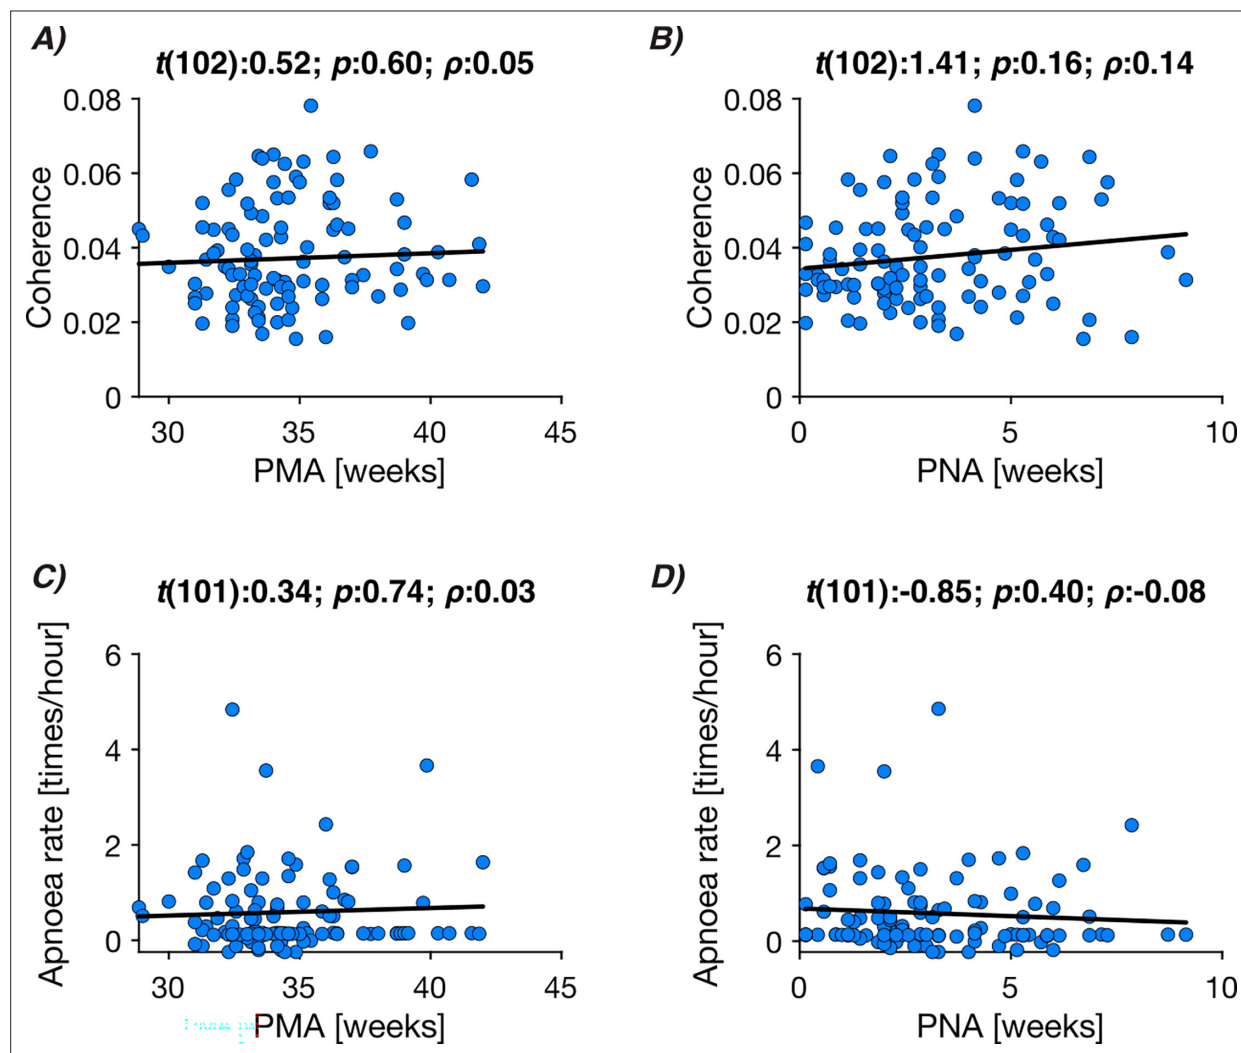 A)
t(102):0.52; p:0.60; ρ:0.05
0.08
0.06
0.04
0.02
0
Coherence
30 35 40 45
PMA [weeks]
B)
t(102):1.41; p:0.16; ρ:0.14
0.08
0.06
0.04
0.02
0
Coherence
0 5 10
PNA [weeks]
C)
t(101):0.34; p:0.74; ρ:0.03
6
4
2
0
Apnoea rate [times/hour]
30 35 40 45
PMA [weeks]
D)
t(101):-0.85; p:0.40; ρ:-0.08
6
4
2
0
Apnoea rate [times/hour]
0 5 10
PNA [weeks]